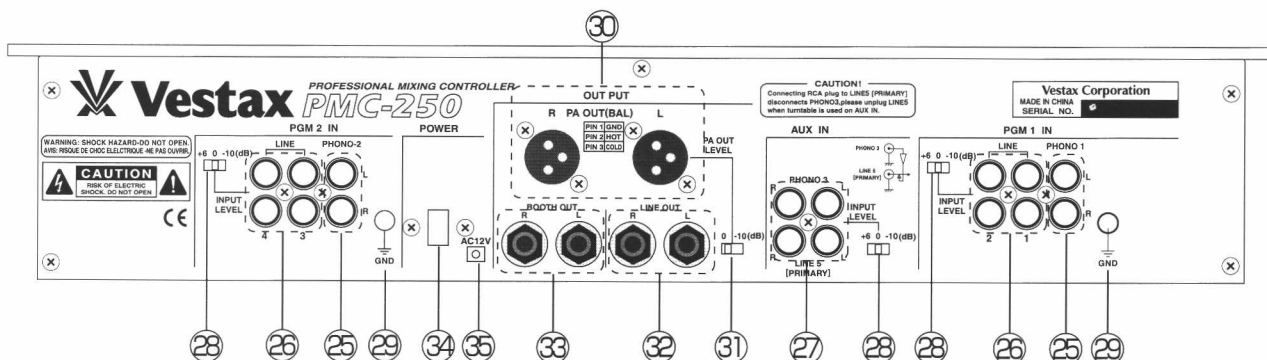 30
Vestax
PROFESSIONAL MIXING CONTROLLER
PMC-250
WARNING: SHOCK HAZARD-DO NOT OPEN.
AVIS: RISQUE DE CHOC ELELCTRIQUE -NE PAS OUVRIR.
CAUTION
RISK OF ELECTRIC
SHOCK. DO NOT OPEN
CE
PGM 2 IN
+6 0 -10(dB)
INPUT
LEVEL
LINE
PHONO-2
L
R
4 3
GND
POWER
AC12V
OUT PUT
R PA OUT(BAL) L
PIN 1 GND
PIN 2 HOT
PIN 3 COLD
PA OUT
LEVEL
BOOTH OUT
R L
LINE OUT
R L
0 -10(dB)
CAUTION!
Connecting RCA plug to LINE5 [PRIMARY]
disconnects PHONO3,please unplug LINE5
when turntable is used on AUX IN.
AUX IN
PHONO 3
LINE 5
[PRIMARY]
PHONO 3
R L
INPUT
LEVEL
R L
LINE 5
[PRIMARY]
+6 0 -10(dB)
Vestax Corporation
MADE IN CHINA
SERIAL NO.
PGM 1 IN
+6 0 -10(dB)
INPUT
LEVEL
LINE
PHONO 1
L
R
2 1
GND
28 26 25 29 34 35 33 32 31 27 28 28 26 25 29